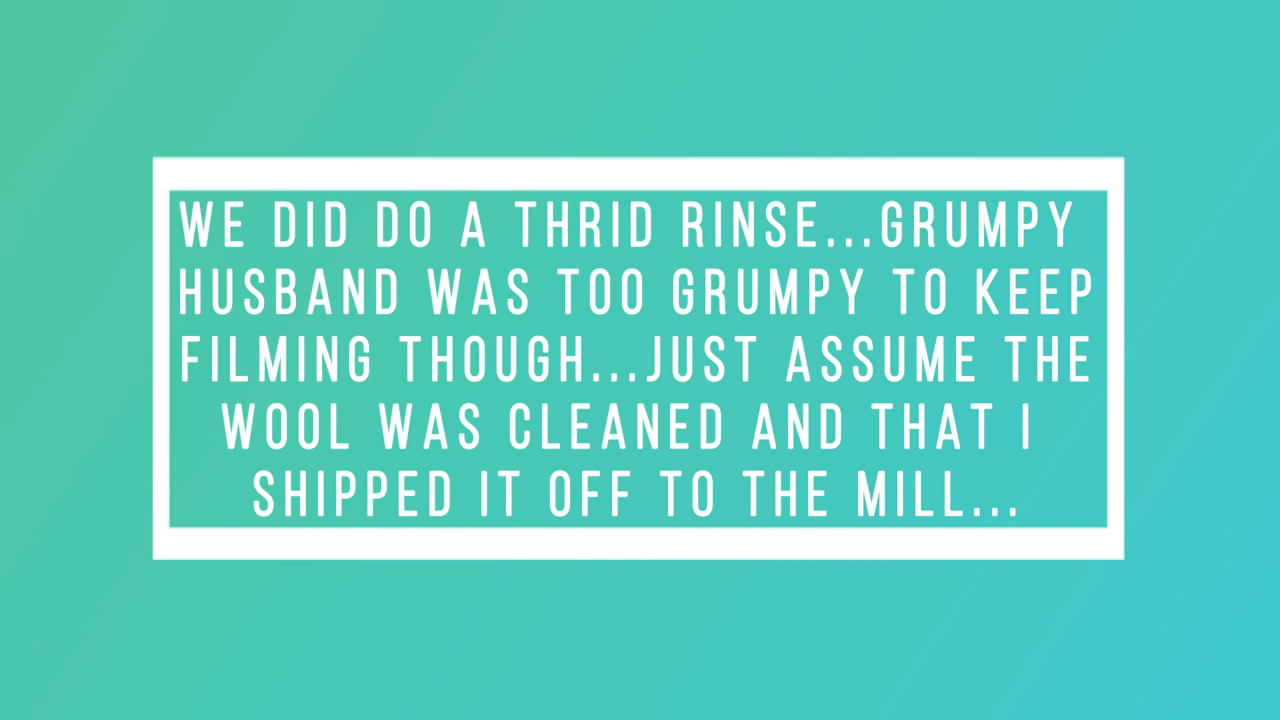 WE DID DO A THRID RINSE...GRUMPY
HUSBAND WAS TOO GRUMPY TO KEEP
FILMING THOUGH...JUST ASSUME THE
WOOL WAS CLEANED AND THAT I
SHIPPED IT OFF TO THE MILL...